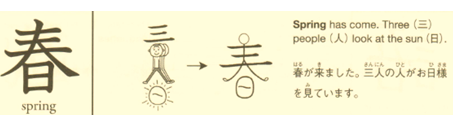 春
spring
三
春
Spring has come. Three (三)
people (人) look at the sun (日).
春が来ました。三人の人がお日様
を見ています。
はる
き
さんにん
ひと
ひ
さま
み